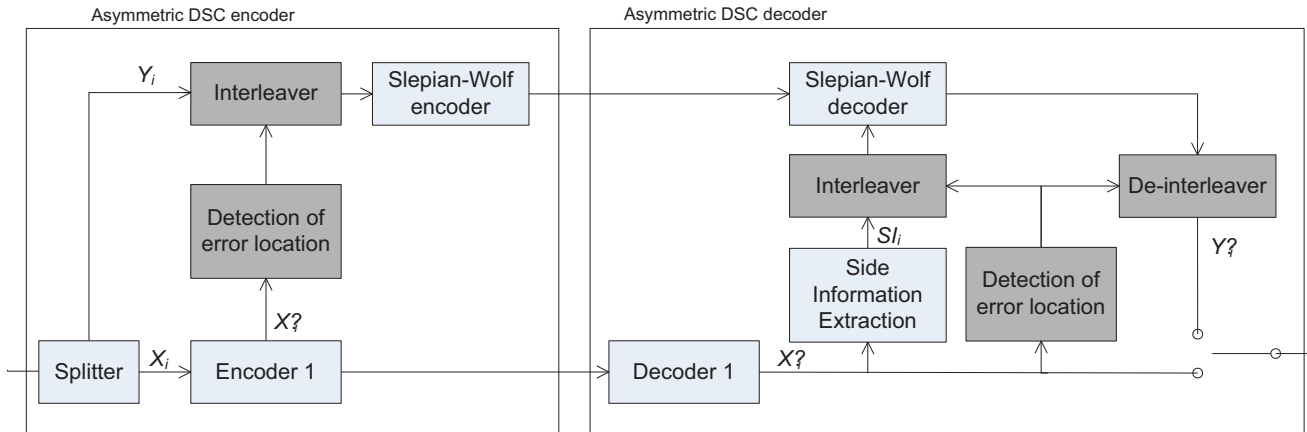 Asymmetric DSC encoder
Asymmetric DSC decoder
Yi
Interleaver
Slepian-Wolf
encoder
Slepian-Wolf
decoder
Interleaver
De-interleaver
Detection of
error location
SIi
Y?i
Side
Information
Extraction
Detection of
error location
X?i
Splitter
Xi
Encoder 1
Decoder 1
X?i